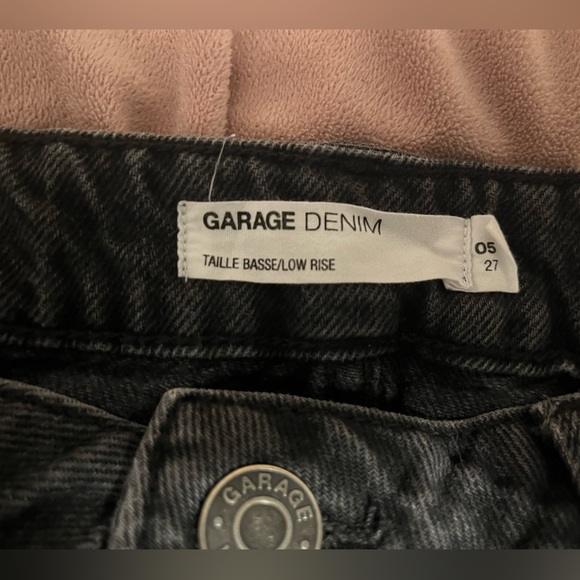 GARAGE DENIM
TAILLE BASSE/LOW RISE
05
27
GARAGE